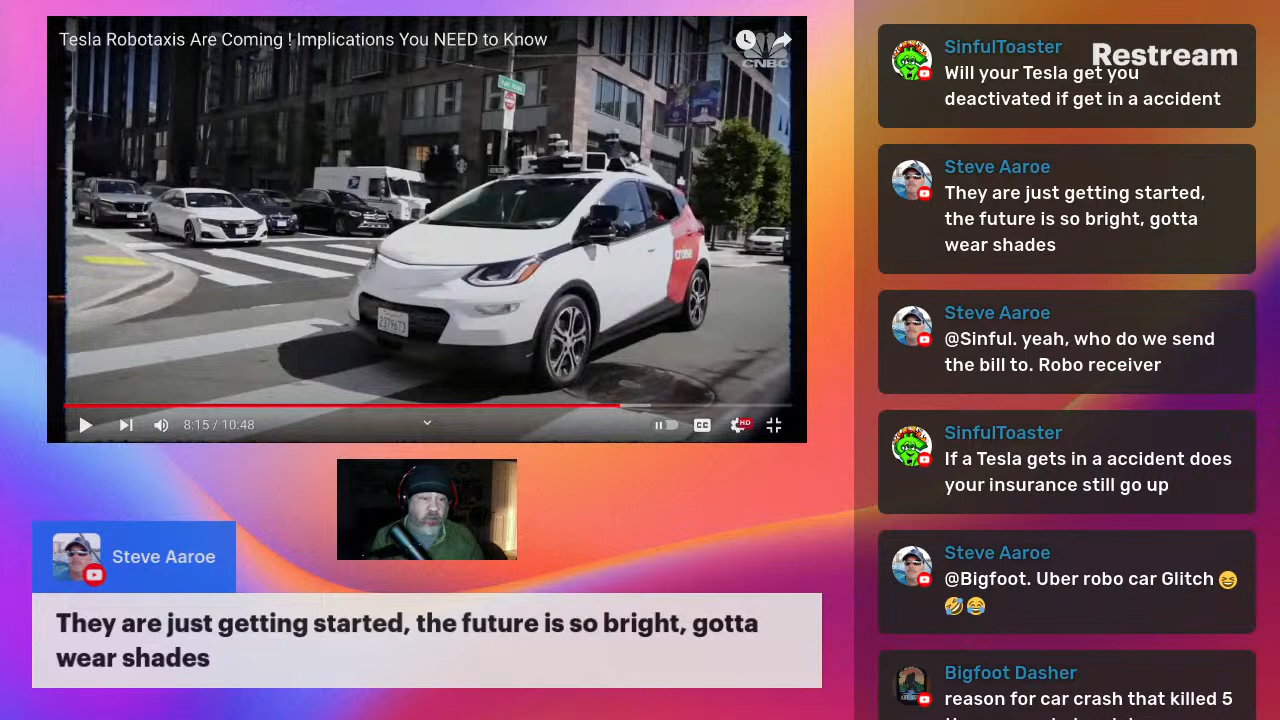 Tesla Robotaxis Are Coming ! Implications You NEED to Know
CNBC
cruise
2379673
8:15 / 10:48
CC
HD
Steve Aaroe
They are just getting started, the future is so bright, gotta
wear shades
Restream
SinfulToaster
Will your Tesla get you
deactivated if get in a accident
Steve Aaroe
They are just getting started,
the future is so bright, gotta
wear shades
Steve Aaroe
@Sinful. yeah, who do we send
the bill to. Robo receiver
SinfulToaster
If a Tesla gets in a accident does
your insurance still go up
Steve Aaroe
@Bigfoot. Uber robo car Glitch 😆
🤣😂
Bigfoot Dasher
reason for car crash that killed 5